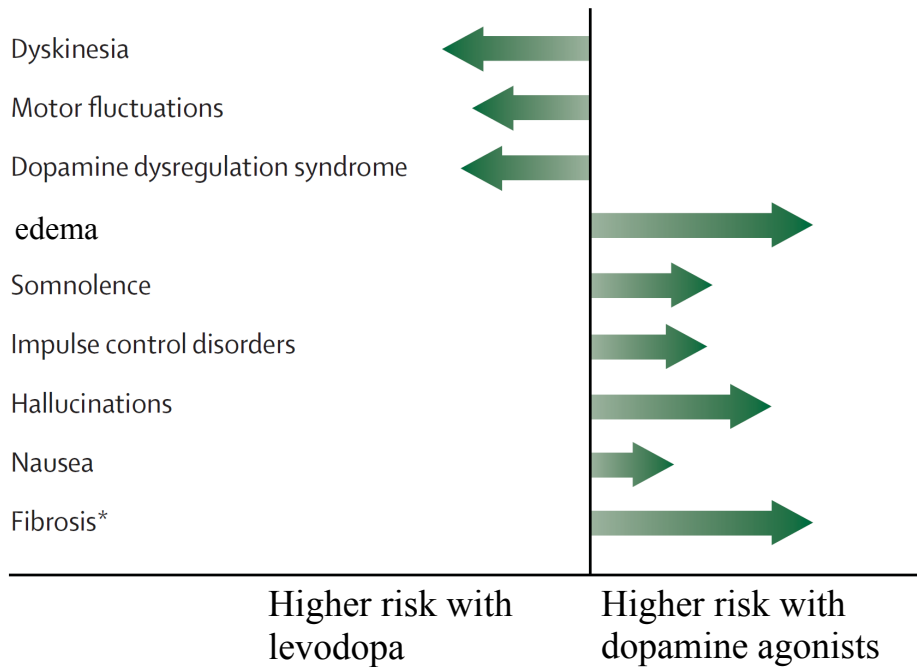 Dyskinesia
Motor fluctuations
Dopamine dysregulation syndrome
edema
Somnolence
Impulse control disorders
Hallucinations
Nausea
Fibrosis*
Higher risk with
levodopa
Higher risk with
dopamine agonists